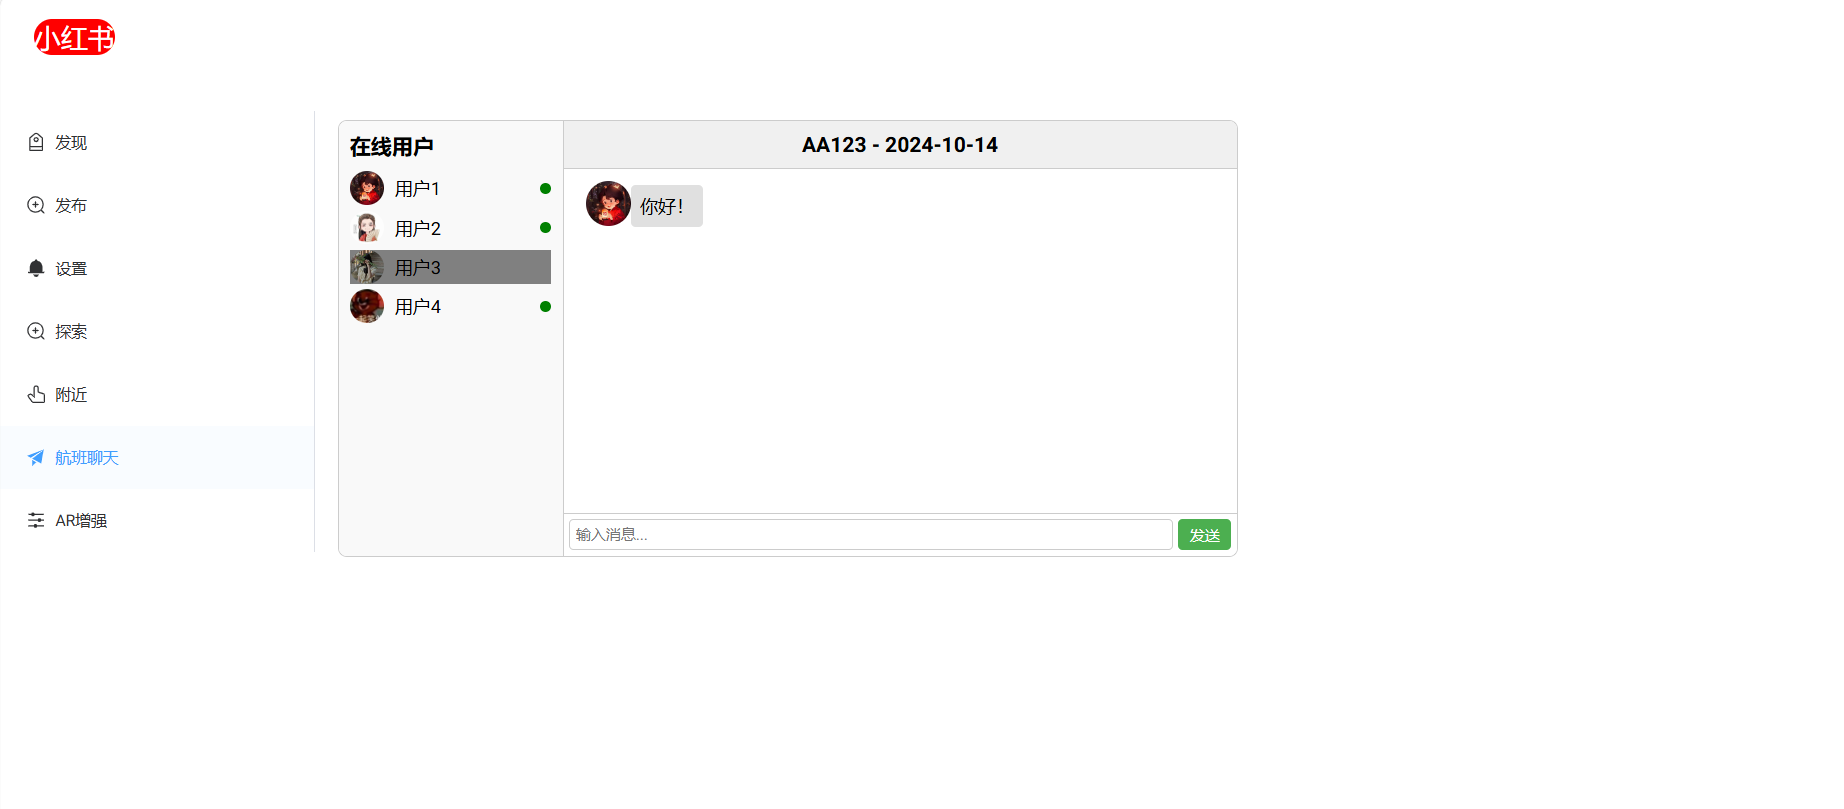 小红书
发现
发布
设置
探索
附近
航班聊天
AR增强
在线用户
用户1
用户2
用户3
用户4
AA123 - 2024-10-14
你好！
输入消息...
发送